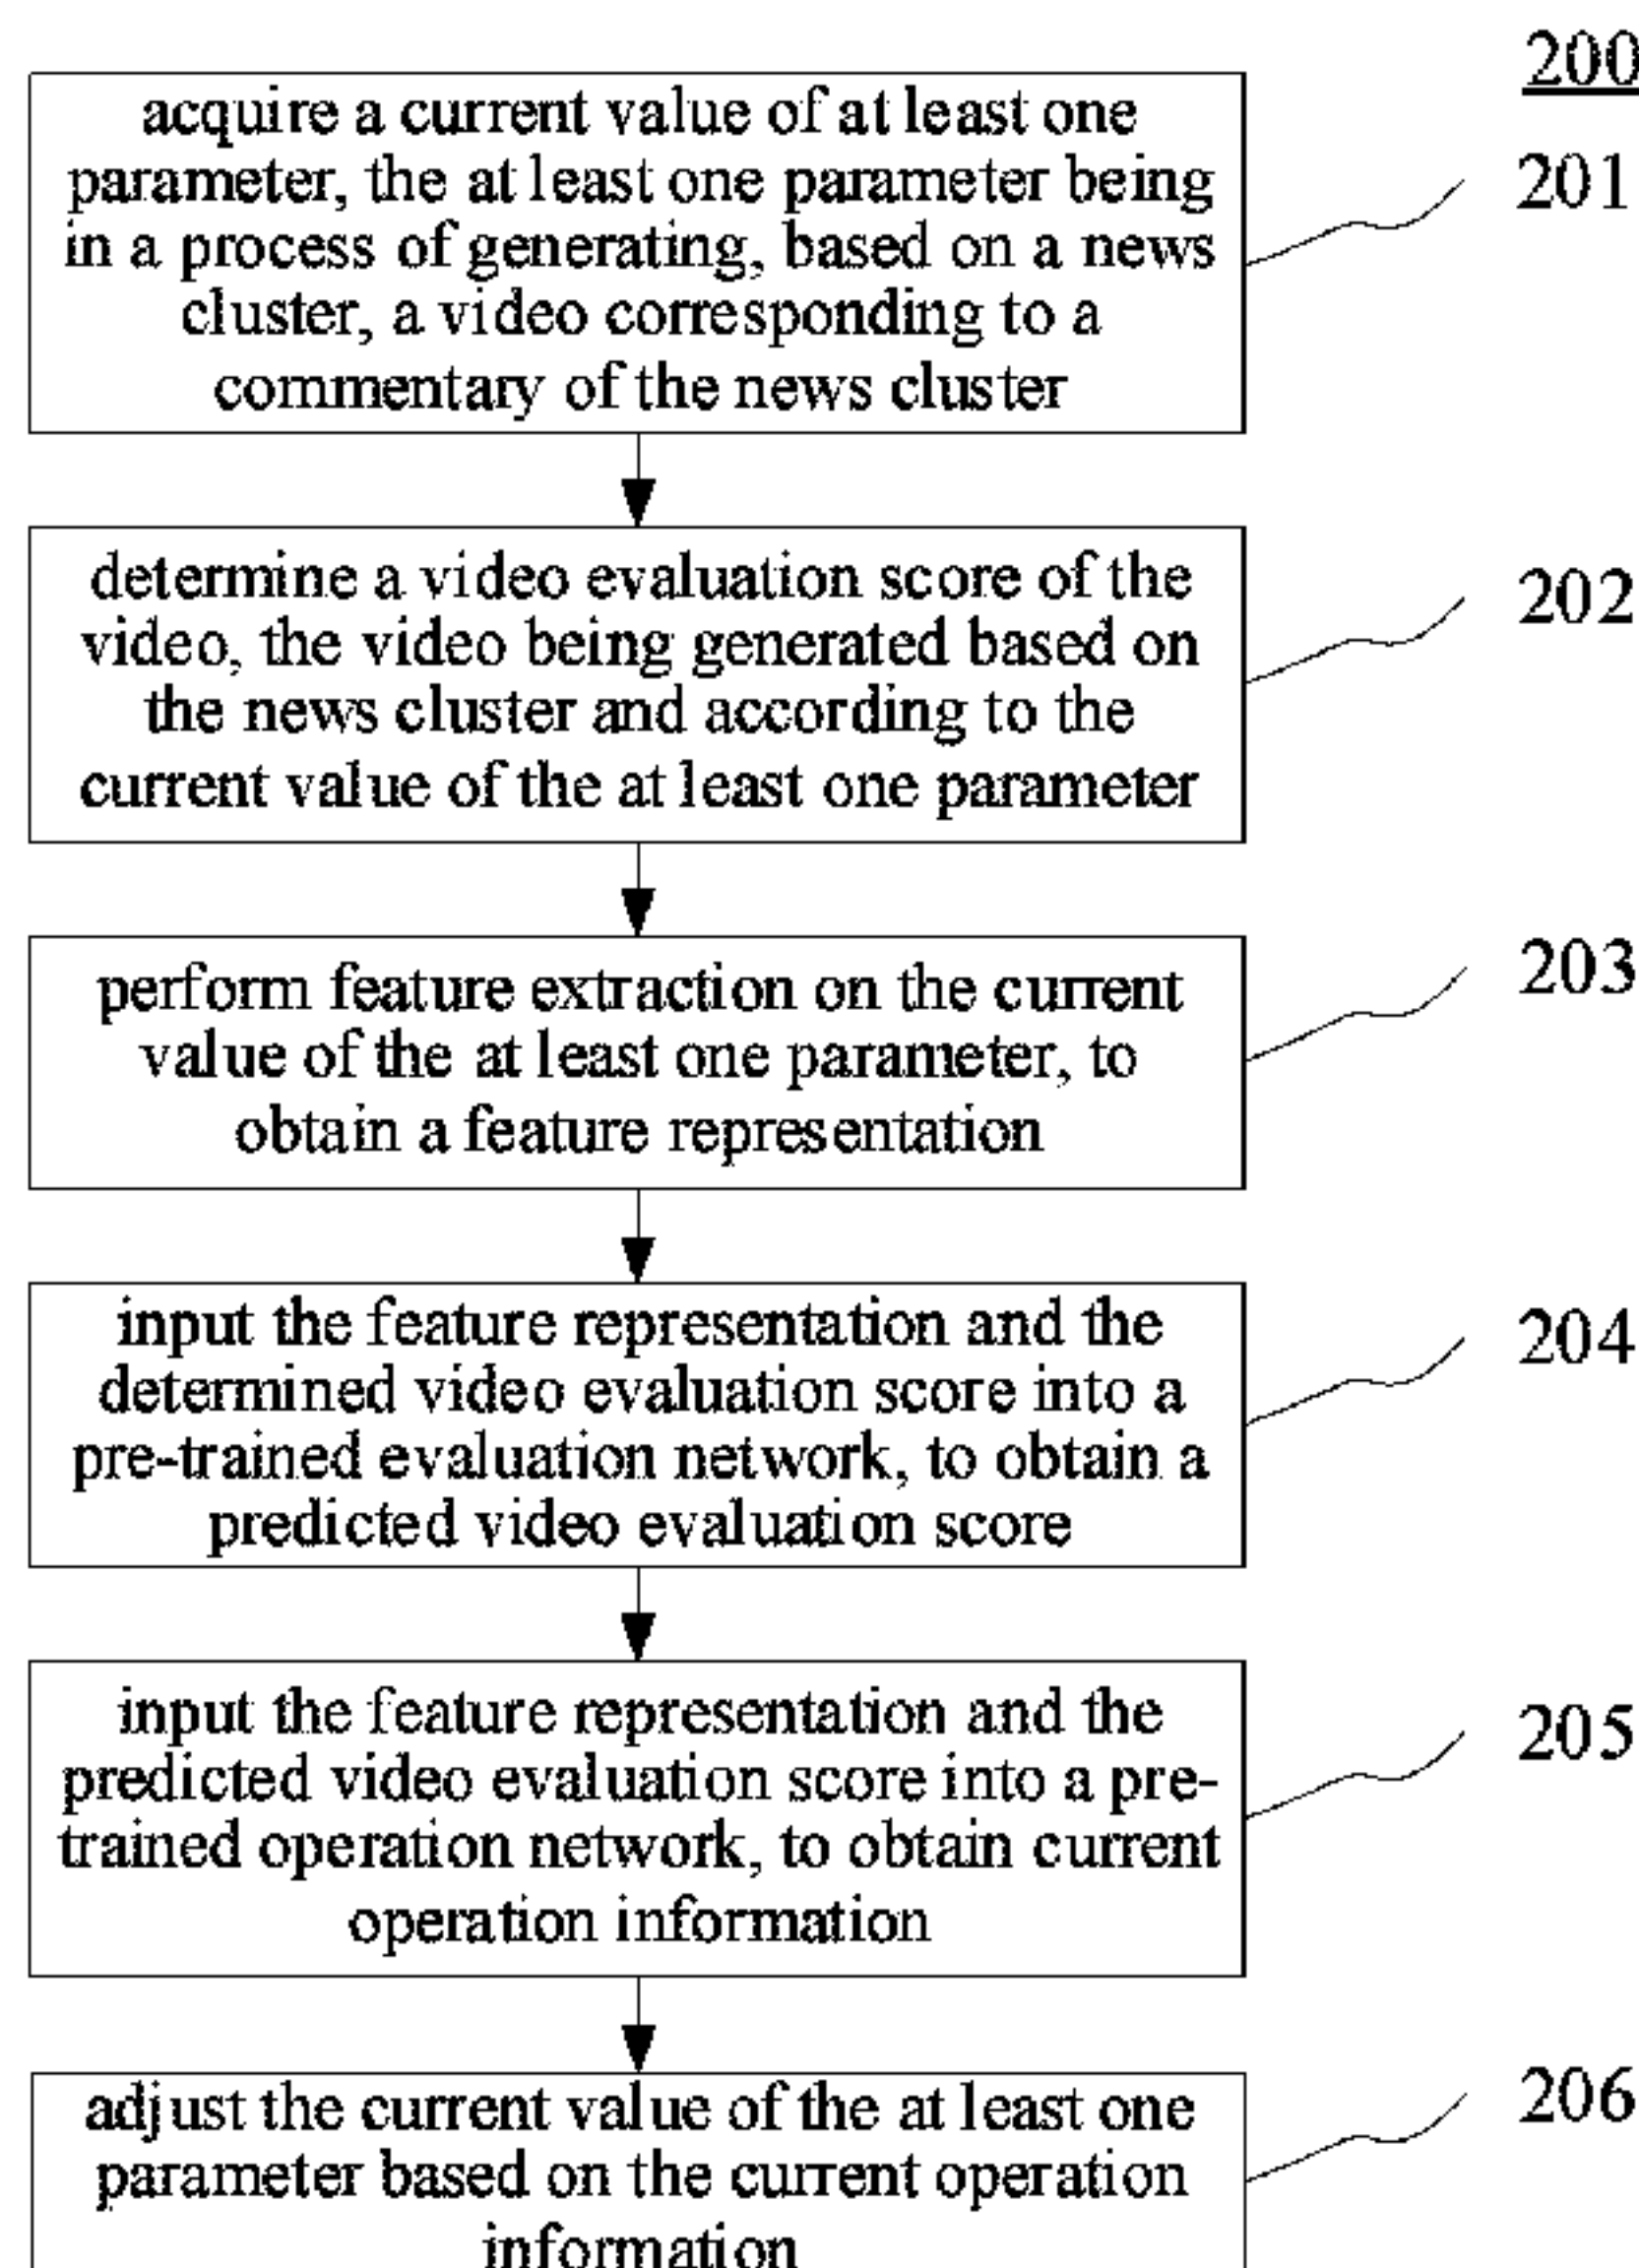 200
acquire a current value of at least one
parameter, the at least one parameter being
in a process of generating, based on a news
cluster, a video corresponding to a
commentary of the news cluster
201
determine a video evaluation score of the
video, the video being generated based on
the news cluster and according to the
current value of the at least one parameter
202
perform feature extraction on the current
value of the at least one parameter, to
obtain a feature representation
203
input the feature representation and the
determined video evaluation score into a
pre-trained evaluation network, to obtain a
predicted video evaluation score
204
input the feature representation and the
predicted video evaluation score into a pre-
trained operation network, to obtain current
operation information
205
adjust the current value of the at least one
parameter based on the current operation
information
206